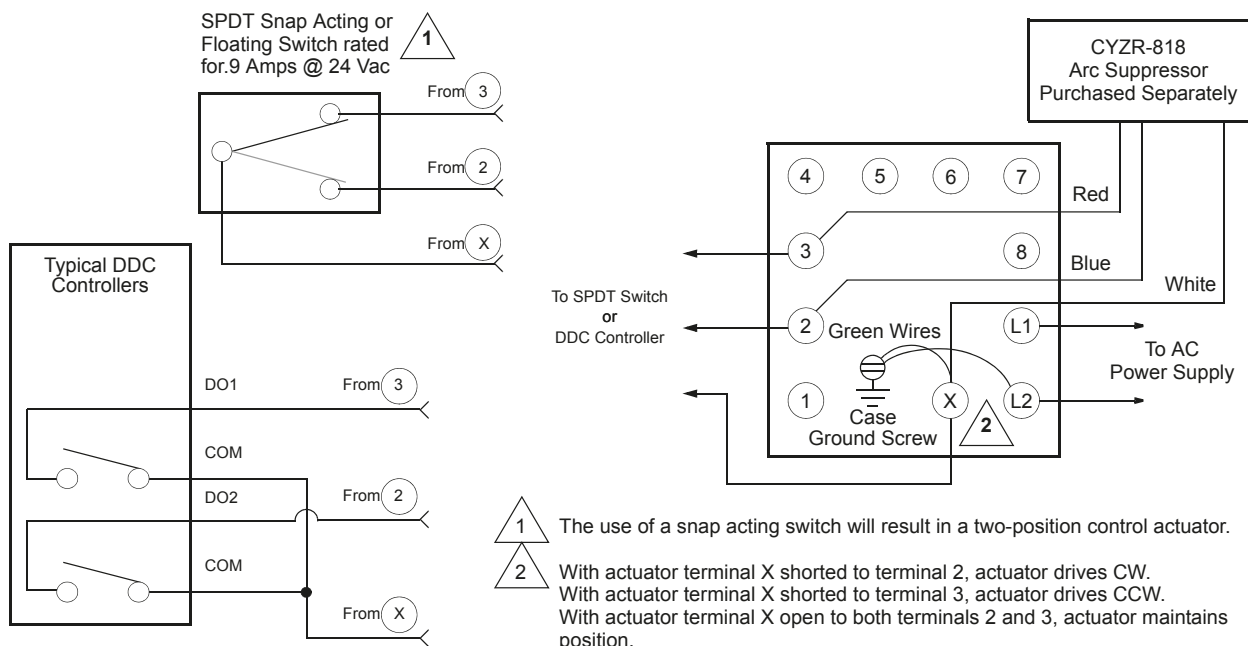 SPDT Snap Acting or
Floating Switch rated
for.9 Amps @ 24 Vac
1
From 3
From 2
From X
Typical DDC
Controllers
DO1
From 3
COM
DO2
From 2
COM
From X
CYZR-818
Arc Suppressor
Purchased Separately
4 5 6 7
Red
3
8
Blue
White
To SPDT Switch
or
DDC Controller
2
Green Wires
L1
To AC
Power Supply
1
X
L2
Case
Ground Screw
2
1 The use of a snap acting switch will result in a two-position control actuator.
2 With actuator terminal X shorted to terminal 2, actuator drives CW.
With actuator terminal X shorted to terminal 3, actuator drives CCW.
With actuator terminal X open to both terminals 2 and 3, actuator maintains
position.